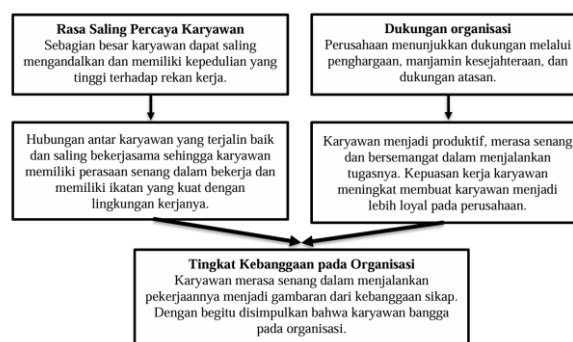 Rasa Saling Percaya Karyawan
Sebagian besar karyawan dapat saling
mengandalkan dan memiliki kepedulian yang
tinggi terhadap rekan kerja.
Dukungan organisasi
Perusahaan menunjukkan dukungan melalui
penghargaan, manjamin kesejahteraan, dan
dukungan atasan.
Hubungan antar karyawan yang terjalin baik
dan saling bekerjasama sehingga karyawan
memiliki perasaan senang dalam bekerja dan
memiliki ikatan yang kuat dengan
lingkungan kerjanya.
Karyawan menjadi produktif, merasa senang
dan bersemangat dalam menjalankan
tugasnya. Kepuasan kerja karyawan
meningkat membuat karyawan menjadi
lebih loyal pada perusahaan.
Tingkat Kebanggaan pada Organisasi
Karyawan merasa senang dalam menjalankan
pekerjaannya menjadi gambaran dari kebanggaan sikap.
Dengan begitu disimpulkan bahwa karyawan bangga
pada organisasi.